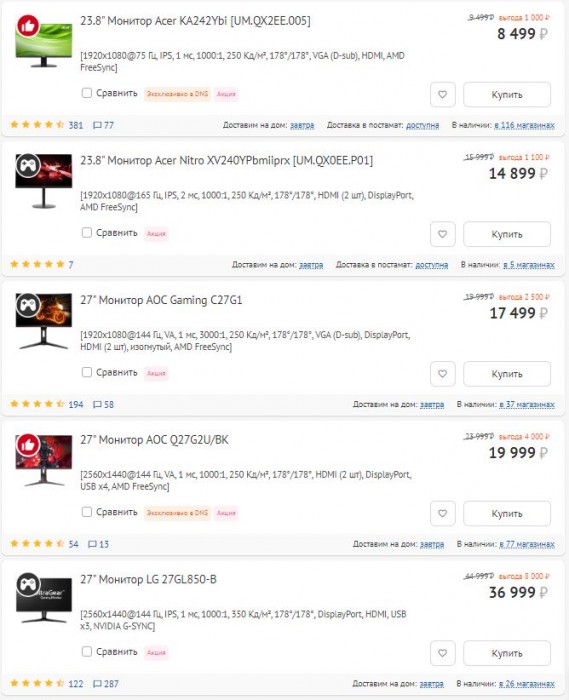 23.8" Монитор Acer KA242Ybi [UM.QX2EE.005]
9 499 ₽ выгода 1 000 ₽
8 499 ₽
[1920x1080@75 Гц, IPS, 1 мс, 1000:1, 250 Кд/м², 178°/178°, VGA (D-sub), HDMI, AMD
FreeSync]
Сравнить Эксклюзивно в DNS Акция
Купить
381 77 Доставим на дом: завтра Доставка в постамат: доступна В наличии: в 116 магазинах
23.8" Монитор Acer Nitro XV240YPbmiiprx [UM.QX0EE.P01]
15 999 ₽ выгода 1 100 ₽
14 899 ₽
[1920x1080@165 Гц, IPS, 2 мс, 1000:1, 250 Кд/м², 178°/178°, HDMI (2 шт), DisplayPort,
AMD FreeSync]
Сравнить Акция
Купить
7 Доставим на дом: завтра Доставка в постамат: доступна В наличии: в 5 магазинах
27" Монитор AOC Gaming C27G1
19 999 ₽ выгода 2 500 ₽
17 499 ₽
[1920x1080@144 Гц, VA, 1 мс, 3000:1, 250 Кд/м², 178°/178°, VGA (D-sub), DisplayPort,
HDMI (2 шт), изогнутый, AMD FreeSync]
Сравнить Акция
Купить
194 58 Доставим на дом: завтра В наличии: в 37 магазинах
27" Монитор AOC Q27G2U/BK
23 999 ₽ выгода 4 000 ₽
19 999 ₽
[2560x1440@144 Гц, VA, 1 мс, 1000:1, 250 Кд/м², 178°/178°, HDMI (2 шт), DisplayPort,
USB x4, AMD FreeSync]
Сравнить Эксклюзивно в DNS Акция
Купить
54 13 Доставим на дом: завтра В наличии: в 77 магазинах
27" Монитор LG 27GL850-B
44 999 ₽ выгода 8 000 ₽
36 999 ₽
[2560x1440@144 Гц, IPS, 1 мс, 1000:1, 350 Кд/м², 178°/178°, DisplayPort, HDMI, USB
x3, NVIDIA G-SYNC]
Сравнить Акция
Купить
122 287 Доставим на дом: завтра В наличии: в 26 магазинах